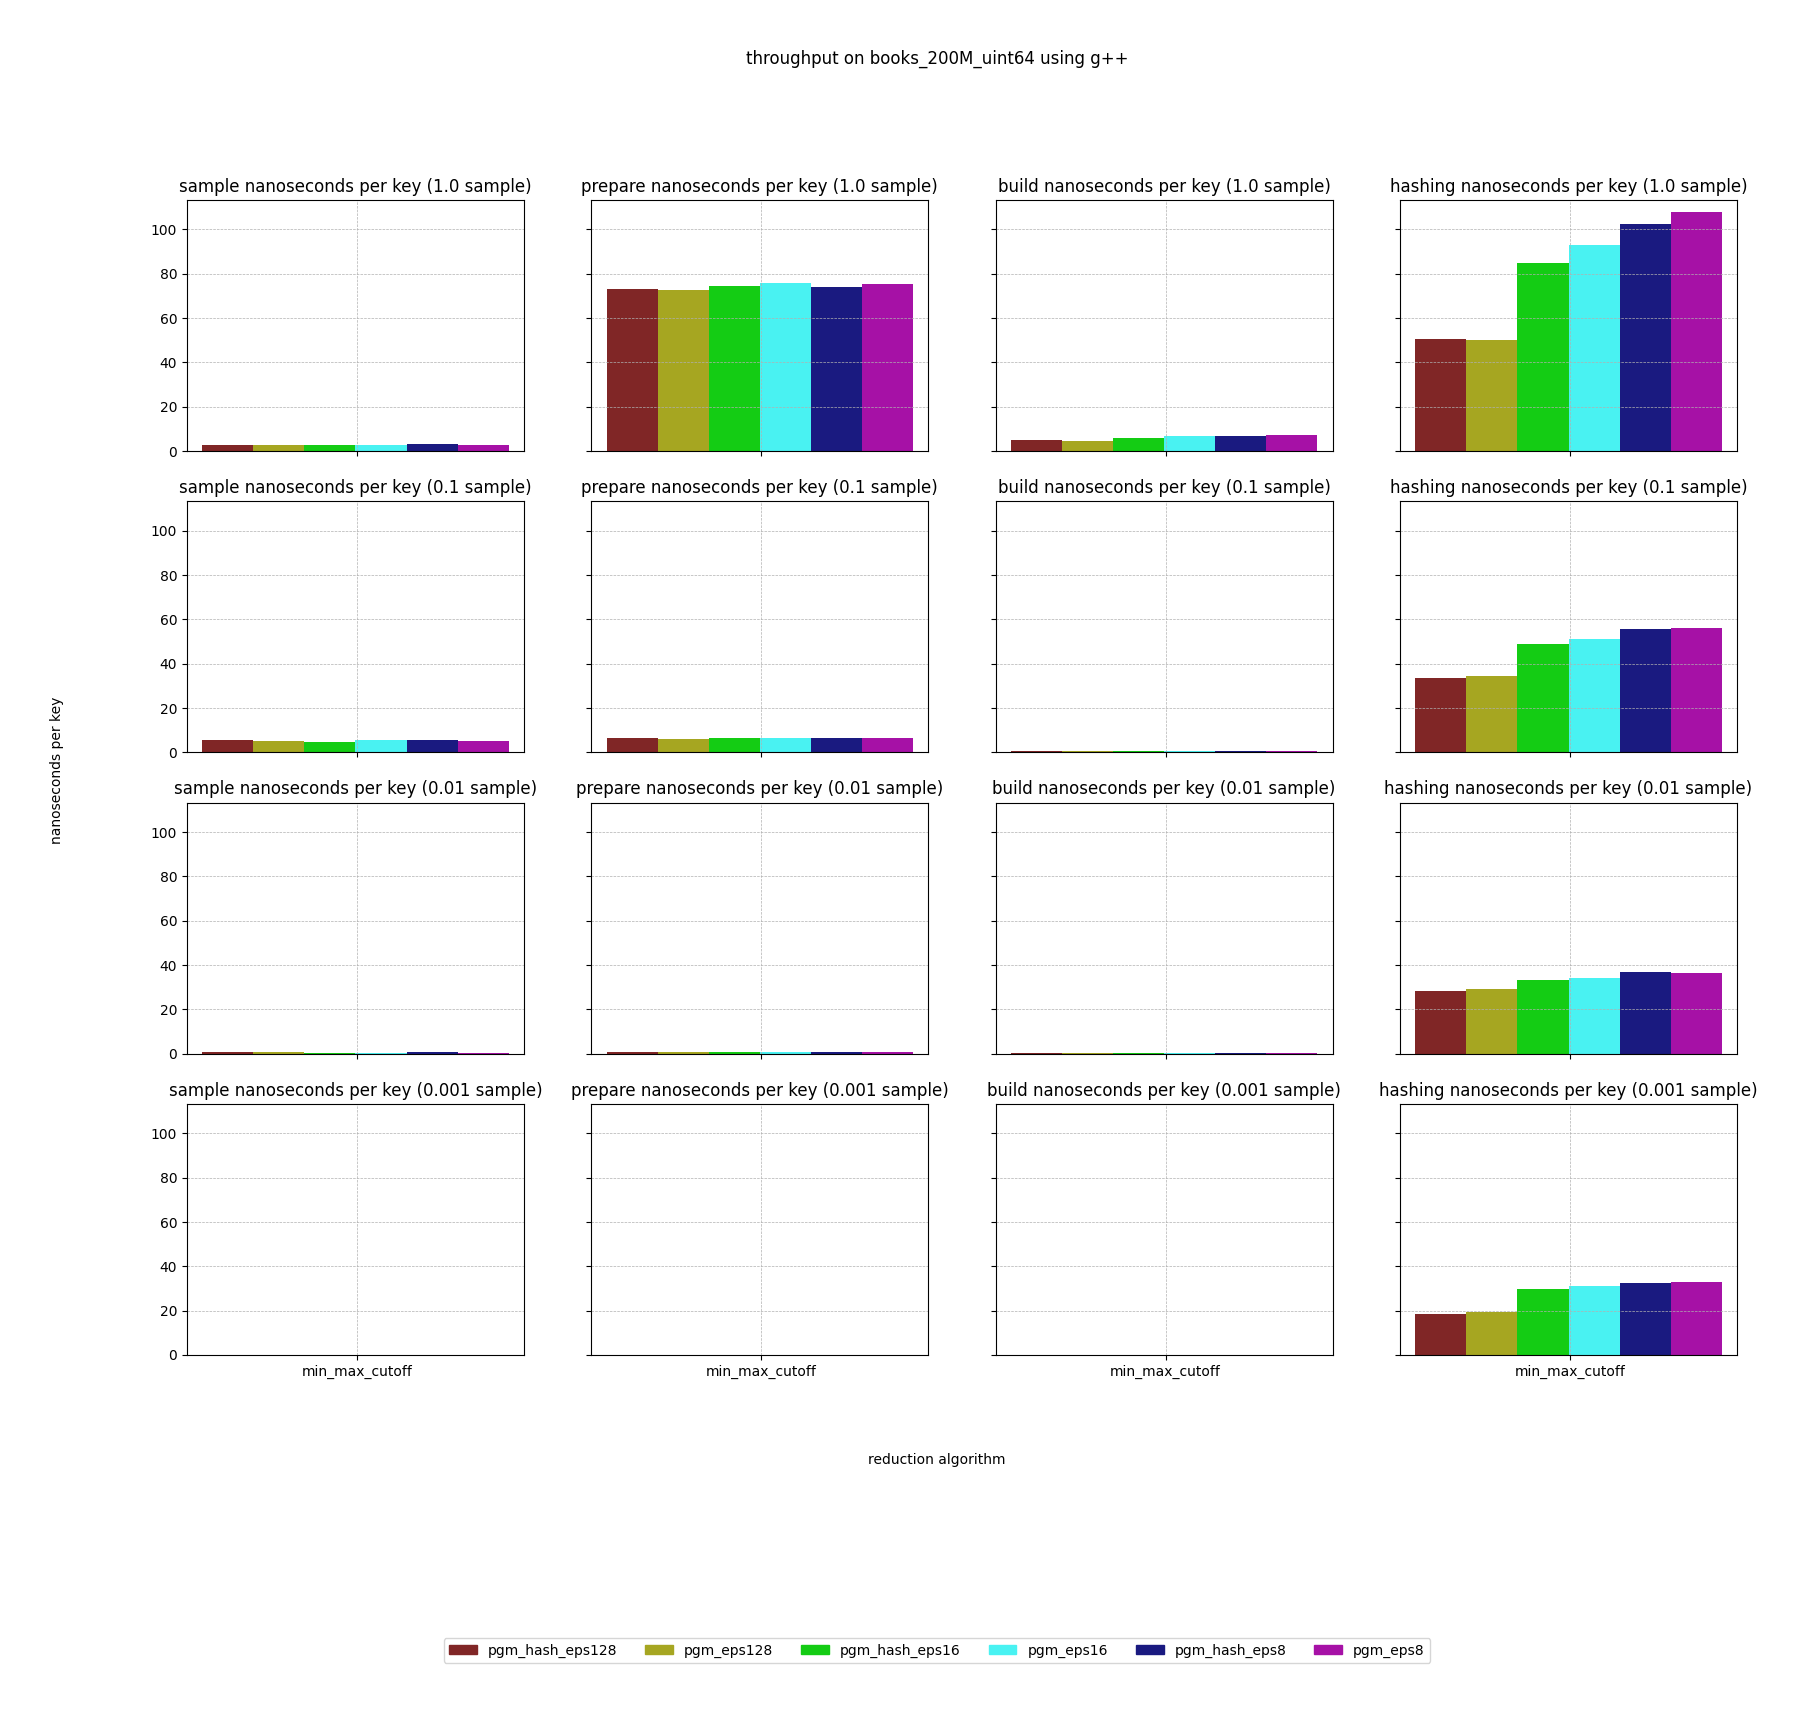 throughput on books_200M_uint64 using g++
sample nanoseconds per key (1.0 sample)
prepare nanoseconds per key (1.0 sample)
build nanoseconds per key (1.0 sample)
hashing nanoseconds per key (1.0 sample)
100
80
60
40
20
0
sample nanoseconds per key (0.1 sample)
prepare nanoseconds per key (0.1 sample)
build nanoseconds per key (0.1 sample)
hashing nanoseconds per key (0.1 sample)
100
80
60
40
20
0
nanoseconds per key
sample nanoseconds per key (0.01 sample)
prepare nanoseconds per key (0.01 sample)
build nanoseconds per key (0.01 sample)
hashing nanoseconds per key (0.01 sample)
100
80
60
40
20
0
sample nanoseconds per key (0.001 sample)
prepare nanoseconds per key (0.001 sample)
build nanoseconds per key (0.001 sample)
hashing nanoseconds per key (0.001 sample)
100
80
60
40
20
0
min_max_cutoff
min_max_cutoff
min_max_cutoff
min_max_cutoff
reduction algorithm
pgm_hash_eps128
pgm_eps128
pgm_hash_eps16
pgm_eps16
pgm_hash_eps8
pgm_eps8